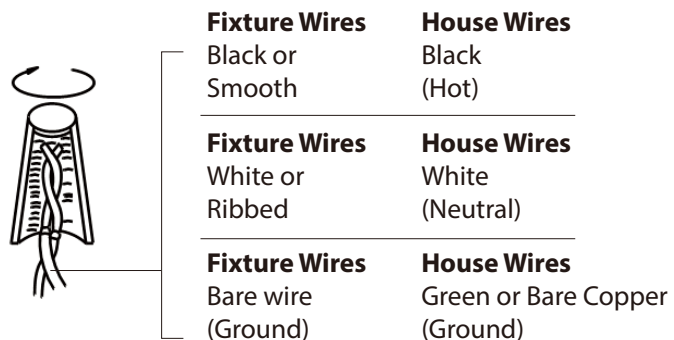 Fixture Wires House Wires
Black or Black
Smooth (Hot)
Fixture Wires House Wires
White or White
Ribbed (Neutral)
Fixture Wires House Wires
Bare wire Green or Bare Copper
(Ground) (Ground)